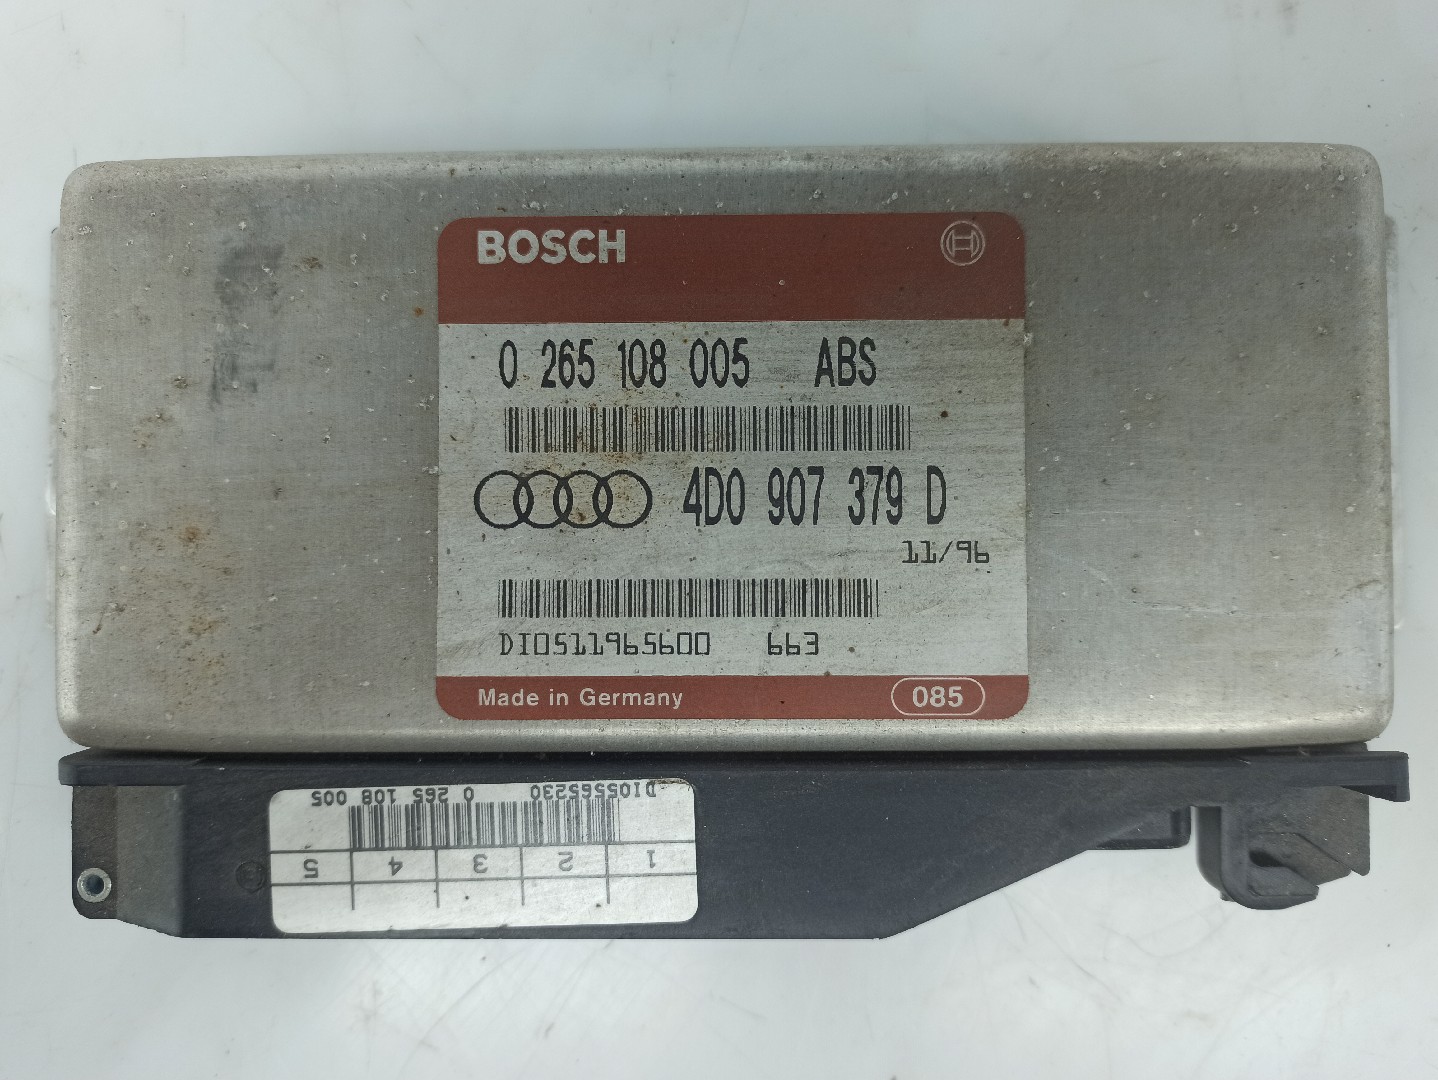 BOSCH
0 265 108 005 ABS
4D0 907 379 D
11/96
DI0511965600 663
Made in Germany 085
DI05565230 0 265 108 005
1 2 3 4 5